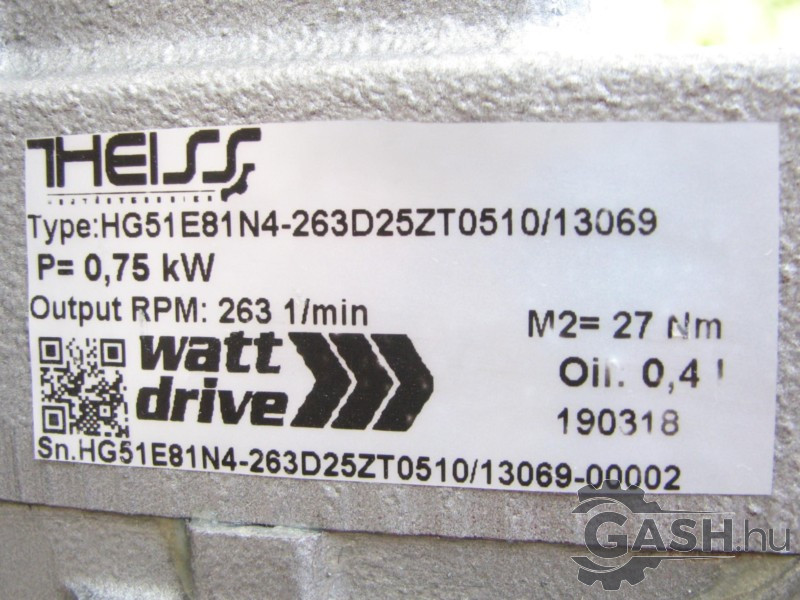 THEISS
Type:HG51E81N4-263D25ZT0510/13069
P= 0,75 kW
Output RPM: 263 1/min
M2= 27 Nm
watt
drive
Oil: 0,4 l
190318
Sn.HG51E81N4-263D25ZT0510/13069-00002
GASH.hu